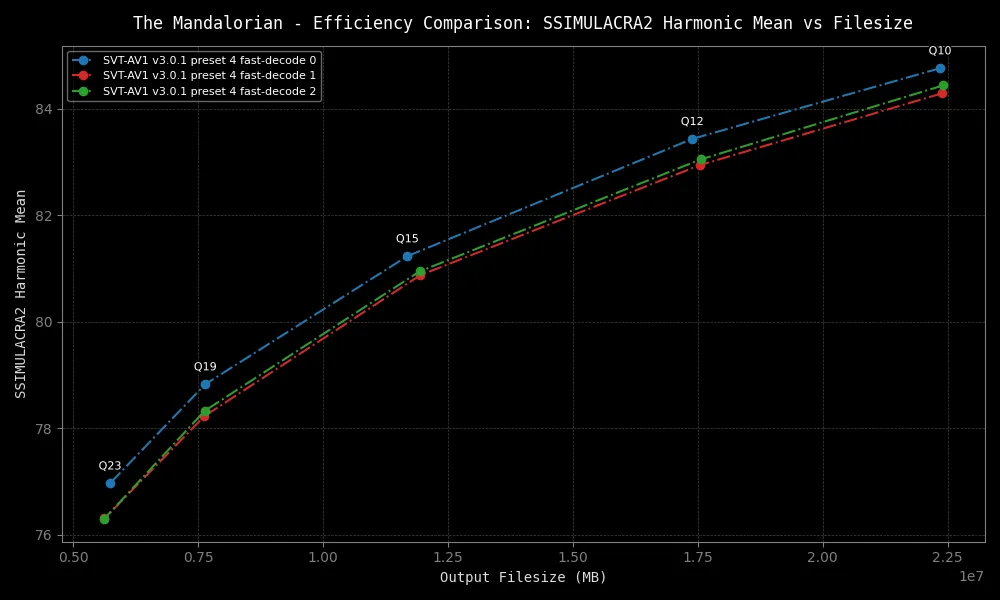 The Mandalorian - Efficiency Comparison: SSIMULACRA2 Harmonic Mean vs Filesize
SVT-AV1 v3.0.1 preset 4 fast-decode 0
SVT-AV1 v3.0.1 preset 4 fast-decode 1
SVT-AV1 v3.0.1 preset 4 fast-decode 2
Q10
Q12
Q15
Q19
Q23
SSIMULACRA2 Harmonic Mean
84
82
80
78
76
0.50 0.75 1.00 1.25 1.50 1.75 2.00 2.25
1e7
Output Filesize (MB)